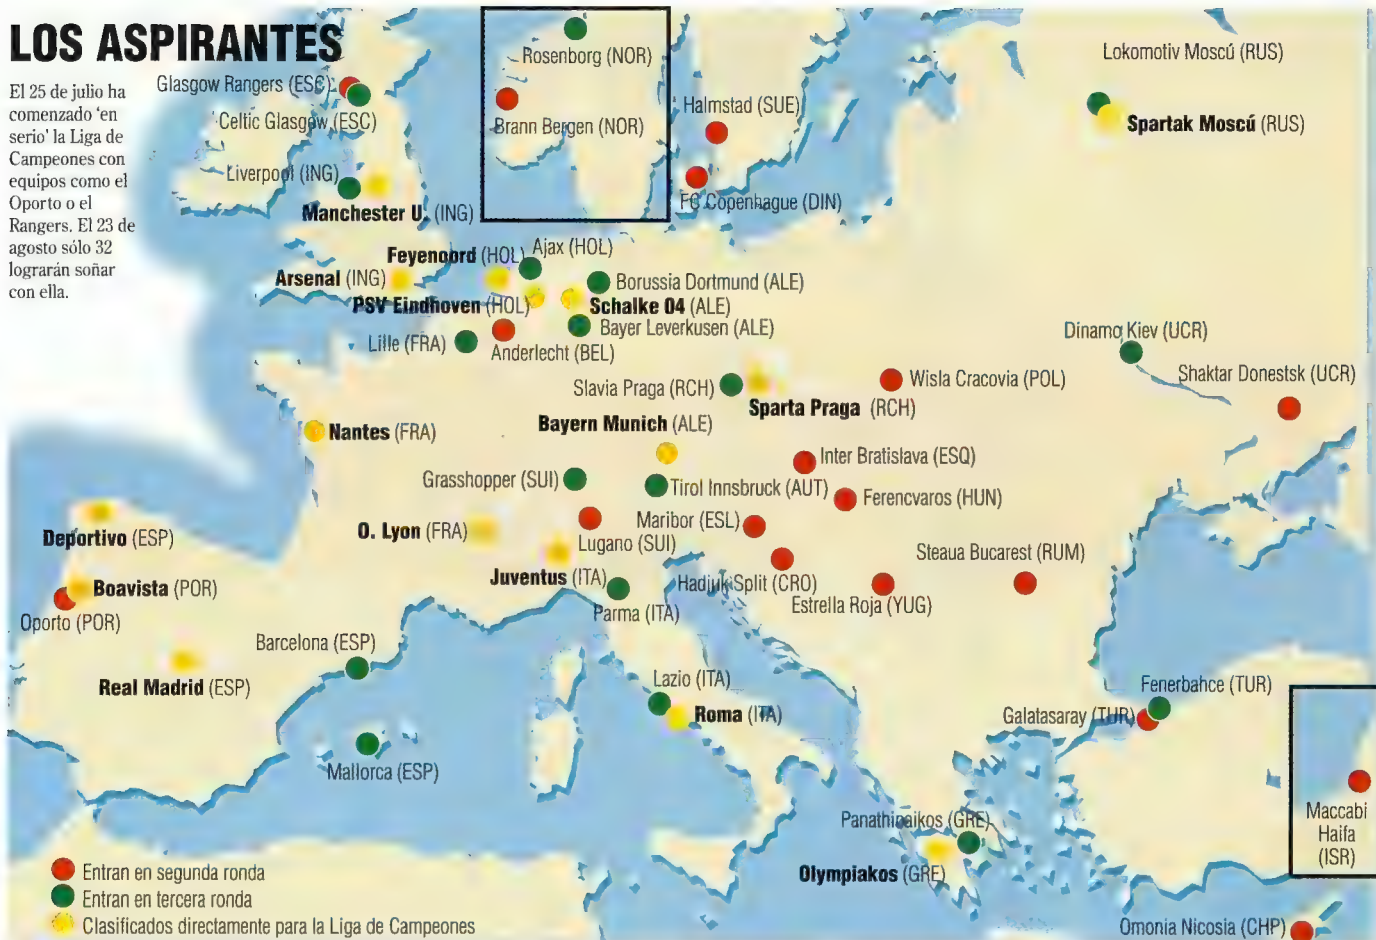 LOS ASPIRANTES
El 25 de julio ha
comenzado 'en
serio' la Liga de
Campeones con
equipos como el
Oporto o el
Rangers. El 23 de
agosto sólo 32
lograrán soñar
con ella.
Glasgow Rangers (ESC)
Celtic Glasgow (ESC)
Liverpool (ING)
Manchester U. (ING)
Arsenal (ING)
Rosenborg (NOR)
Brann Bergen (NOR)
Halmstad (SUE)
FC Copenhague (DIN)
Lokomotiv Moscú (RUS)
Spartak Moscú (RUS)
Feyenoord (HOL)
Ajax (HOL)
PSV Eindhoven (HOL)
Borussia Dortmund (ALE)
Schalke 04 (ALE)
Bayer Leverkusen (ALE)
Lille (FRA)
Anderlecht (BEL)
Dinamo Kiev (UCR)
Shaktar Donestsk (UCR)
Slavia Praga (RCH)
Sparta Praga (RCH)
Wisla Cracovia (POL)
Nantes (FRA)
Bayern Munich (ALE)
Grasshopper (SUI)
Tirol Innsbruck (AUT)
Inter Bratislava (ESQ)
Ferencvaros (HUN)
O. Lyon (FRA)
Lugano (SUI)
Maribor (ESL)
Juventus (ITA)
Parma (ITA)
Hadjuk Split (CRO)
Estrella Roja (YUG)
Steaua Bucarest (RUM)
Deportivo (ESP)
Boavista (POR)
Oporto (POR)
Barcelona (ESP)
Real Madrid (ESP)
Mallorca (ESP)
Lazio (ITA)
Roma (ITA)
Fenerbahce (TUR)
Galatasaray (TUR)
Maccabi
Haifa
(ISR)
Panathinaikos (GRE)
Olympiakos (GRE)
Omonia Nicosia (CHP)
Entran en segunda ronda
Entran en tercera ronda
Clasificados directamente para la Liga de Campeones